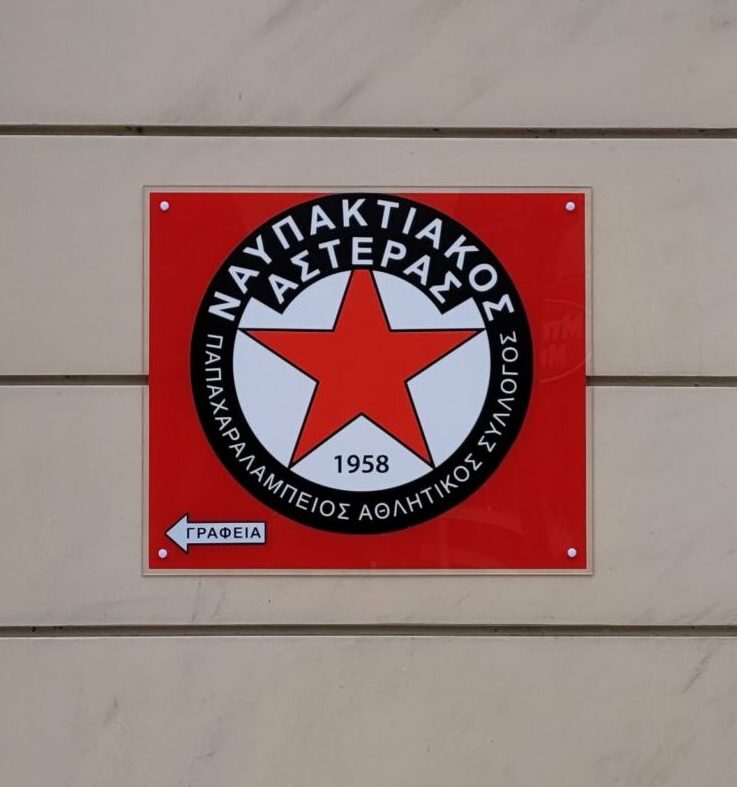 ΝΑΥΠΑΚΤΙΑΚΟΣ
ΑΣΤΕΡΑΣ
ΠΑΠΑΧΑΡΑΛΑΜΠΕΙΟΣ ΑΘΛΗΤΙΚΟΣ ΣΥΛΛΟΓΟΣ
1958
ΓΡΑΦΕΙΑ